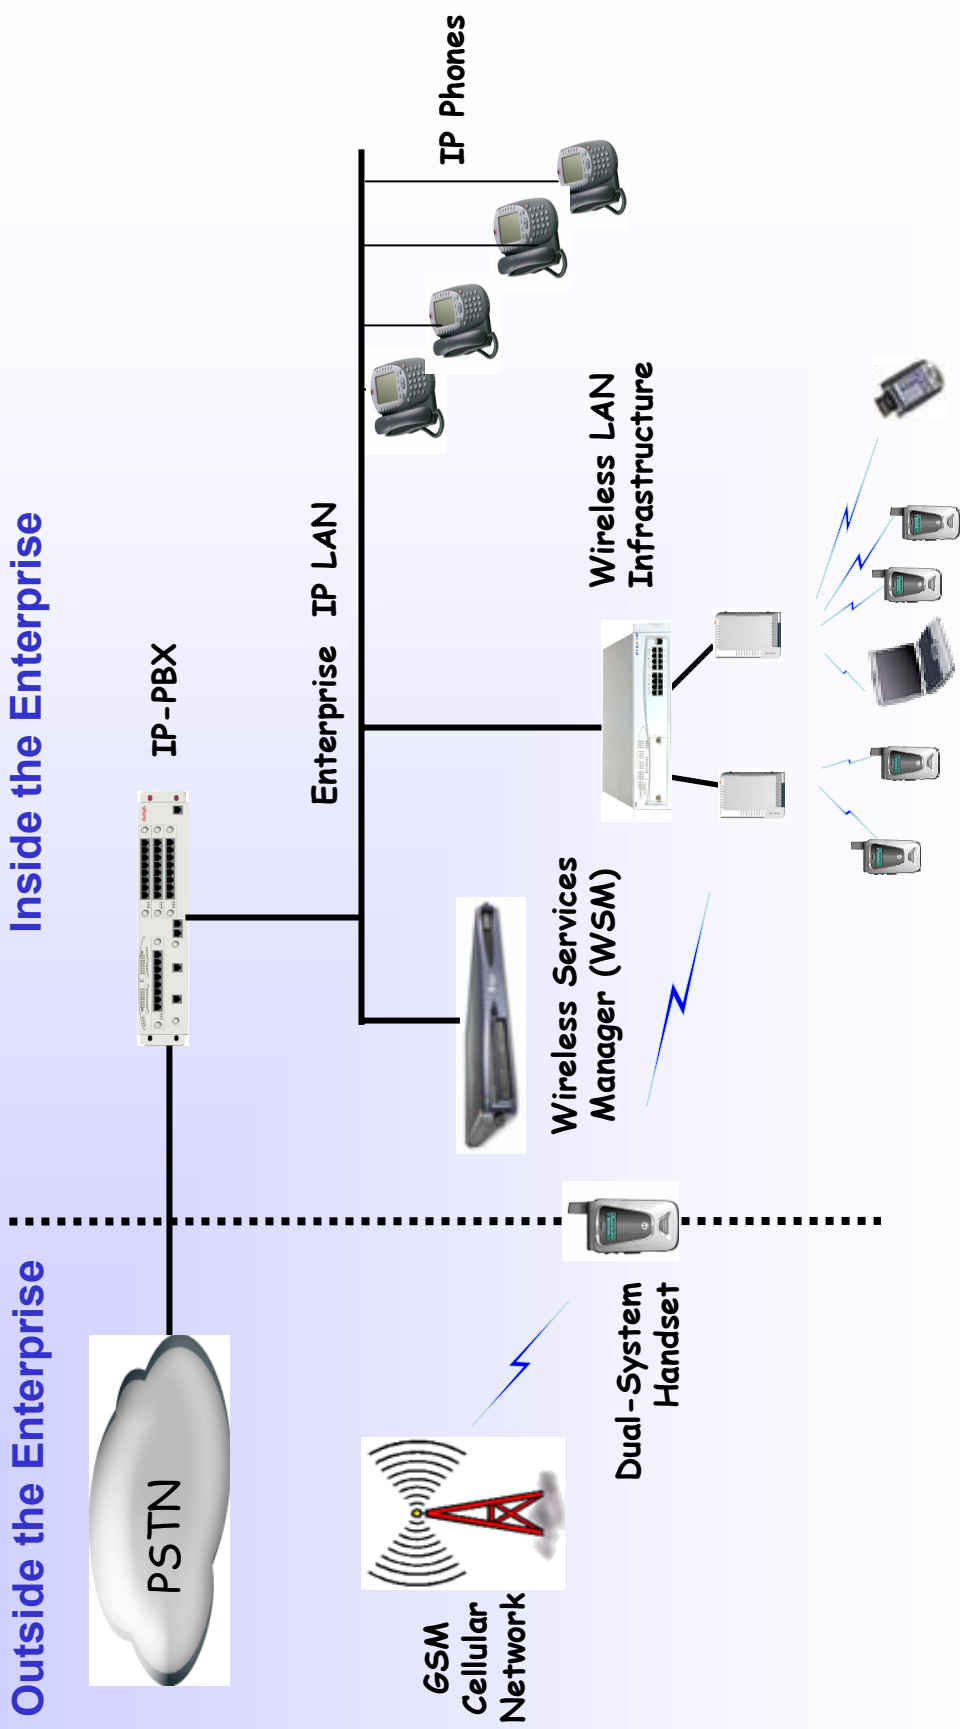 Outside the Enterprise
Inside the Enterprise
PSTN
IP-PBX
Enterprise IP LAN
IP Phones
GSM
Cellular
Network
Dual-System
Handset
Wireless Services
Manager (WSM)
Wireless LAN
Infrastructure